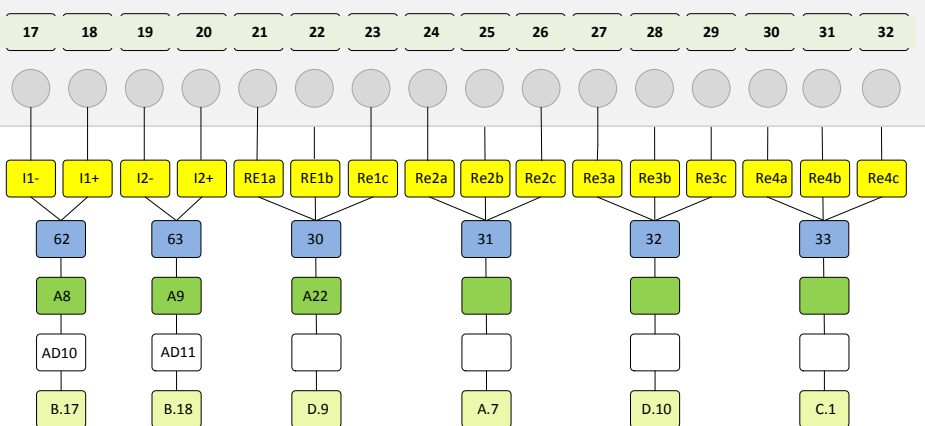 17 18 19 20 21 22 23 24 25 26 27 28 29 30 31 32
I1- I1+ I2- I2+ RE1a RE1b Re1c Re2a Re2b Re2c Re3a Re3b Re3c Re4a Re4b Re4c
62 63 30 31 32 33
A8 A9 A22
AD10 AD11
B.17 B.18 D.9 A.7 D.10 C.1